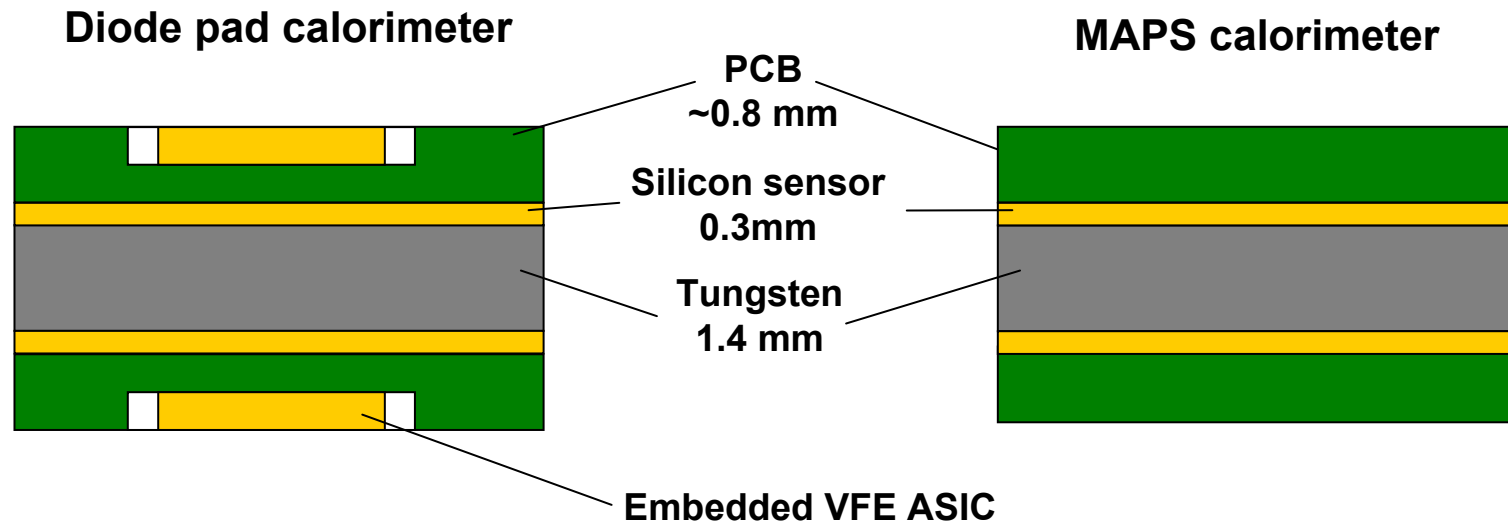 Diode pad calorimeter
MAPS calorimeter
PCB
~0.8 mm
Silicon sensor
0.3mm
Tungsten
1.4 mm
Embedded VFE ASIC